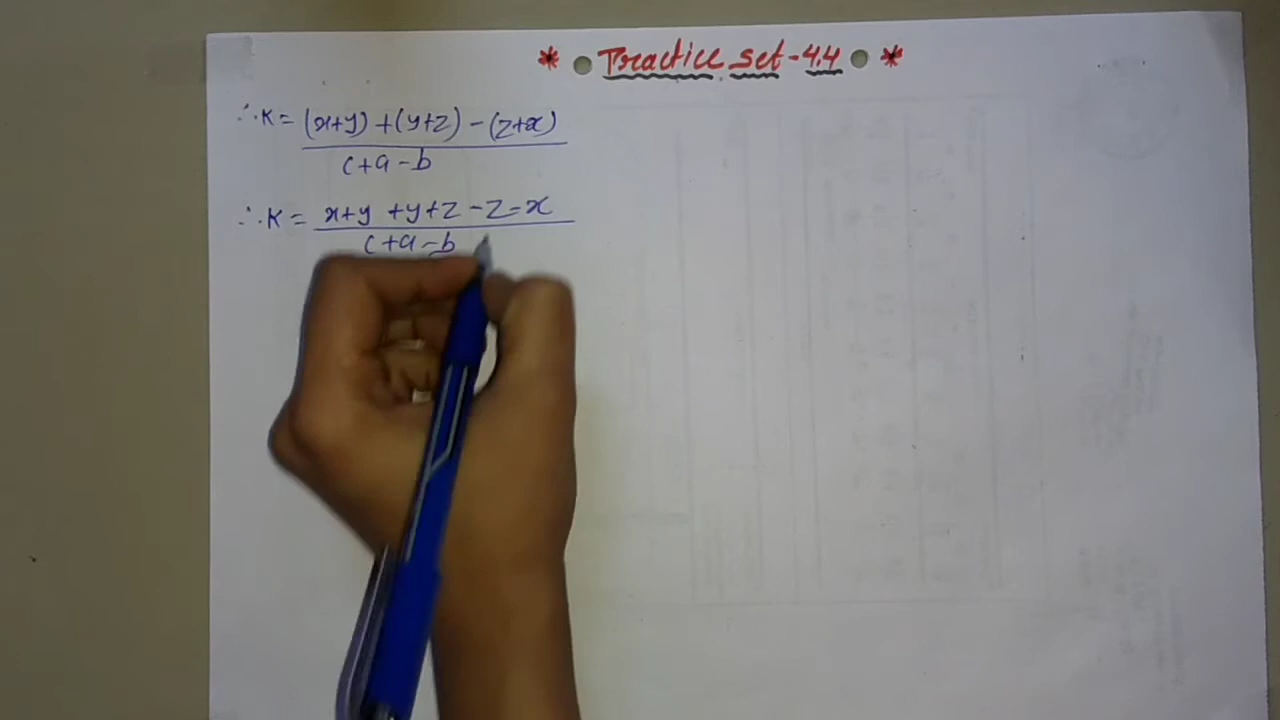 * Practice set - 4.4 *
∴ K = (x+y) + (y+z) - (z+x)
c+a-b
∴ K = x+y +y+z -z-x
c+a-b